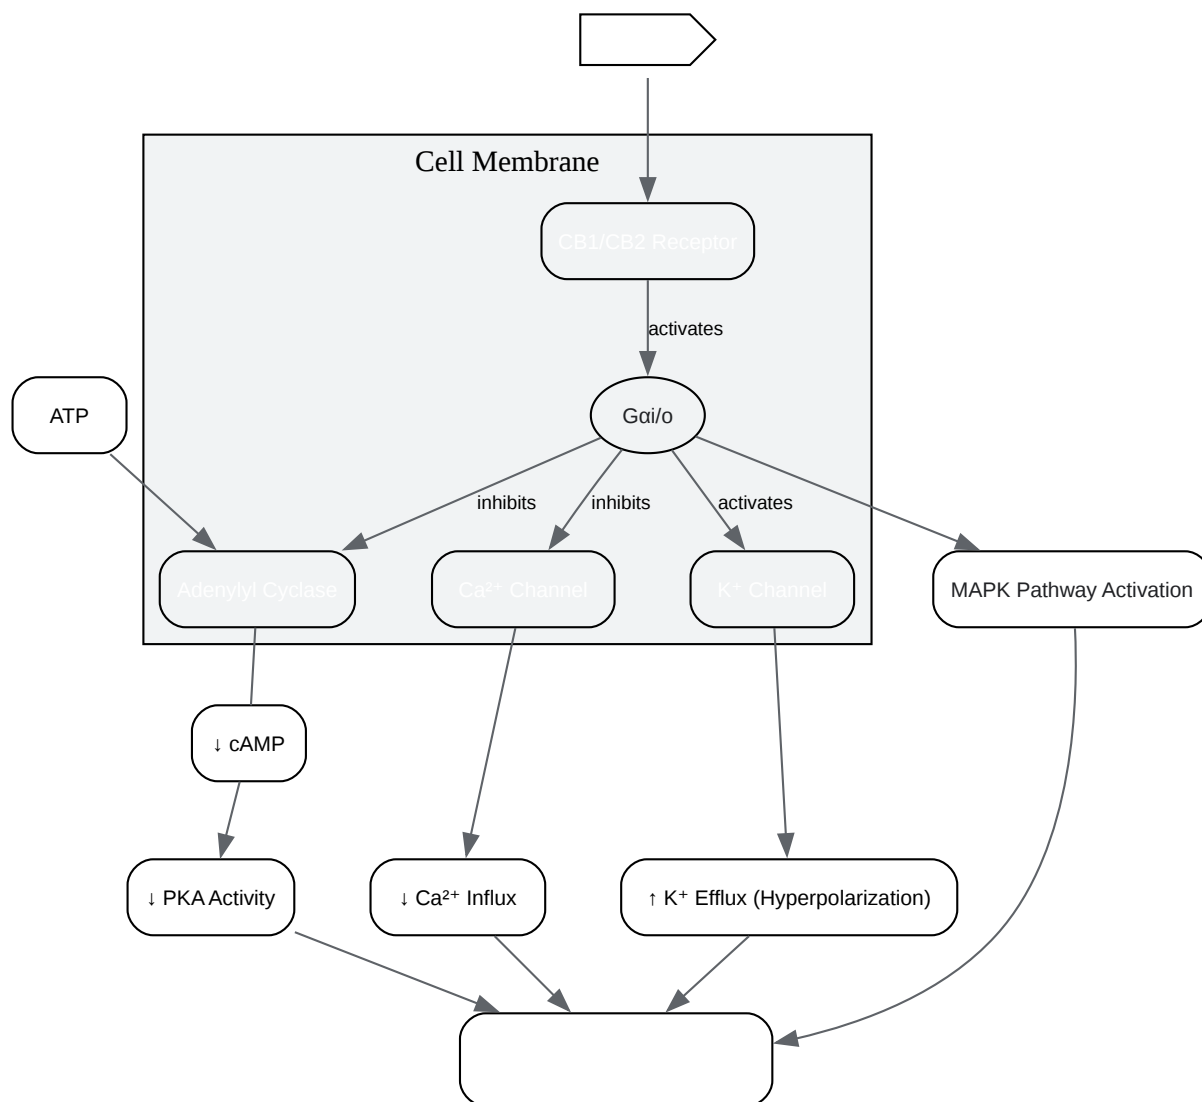 Cell Membrane
CB1/CB2 Receptor
activates
Gαi/o
ATP
inhibits
inhibits
activates
Adenylyl Cyclase
Ca²⁺ Channel
K⁺ Channel
MAPK Pathway Activation
↓ cAMP
↓ PKA Activity
↓ Ca²⁺ Influx
↑ K⁺ Efflux (Hyperpolarization)